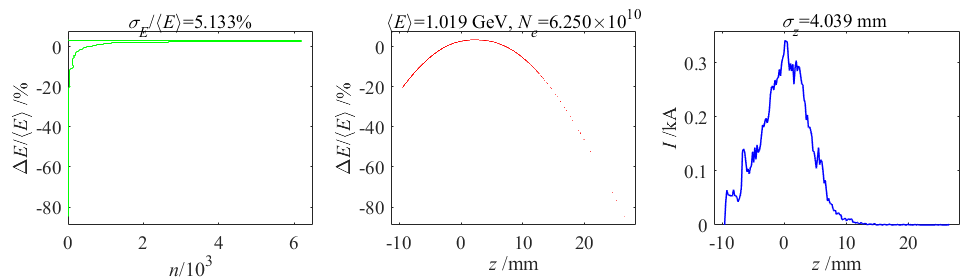 σ_E/⟨E⟩=5.133%
0
-20
-40
-60
-80
ΔE/⟨E⟩ /%
0 2 4 6
n/10^3
⟨E⟩=1.019 GeV, N_e=6.250×10^10
0
-20
-40
-60
-80
ΔE/⟨E⟩ /%
-10 0 10 20
z /mm
σ_z=4.039 mm
0.3
0.2
0.1
0
I /kA
-10 0 10 20
z /mm